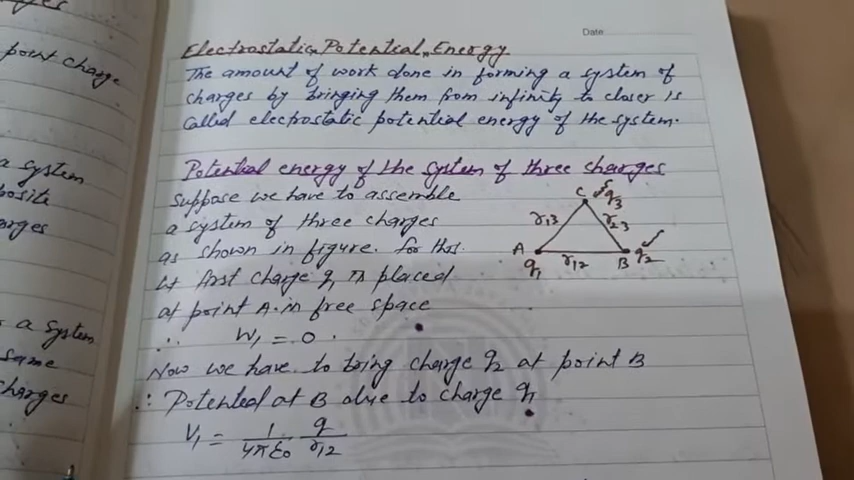 point charge
a system
posite
arges
a system
same
charges
Date
Electrostatic Potential Energy
The amount of work done in forming a system of
charges by bringing them from infinity to closer is
called electrostatic potential energy of the system.
Potential energy of the system of three charges
Suppose we have to assemble
a system of three charges
as shown in figure. for this.
let first charge q₁ is placed
at point A in free space
∴ W₁ = 0.
Now we have to bring charge q₂ at point B
∴ Potential at B due to charge q₁
V₁ = 1/4πε₀ q/r₁₂
C q₃
r₁₃ r₂₃
A B q₂
q₁ r₁₂